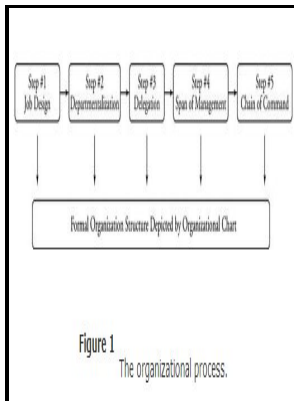 Step #1
Job Design
Step #2
Departmentalization
Step #3
Delegation
Step #4
Span of Management
Step #5
Chain of Command
Formal Organization Structure Depicted by Organizational Chart
Figure 1
The organizational process.